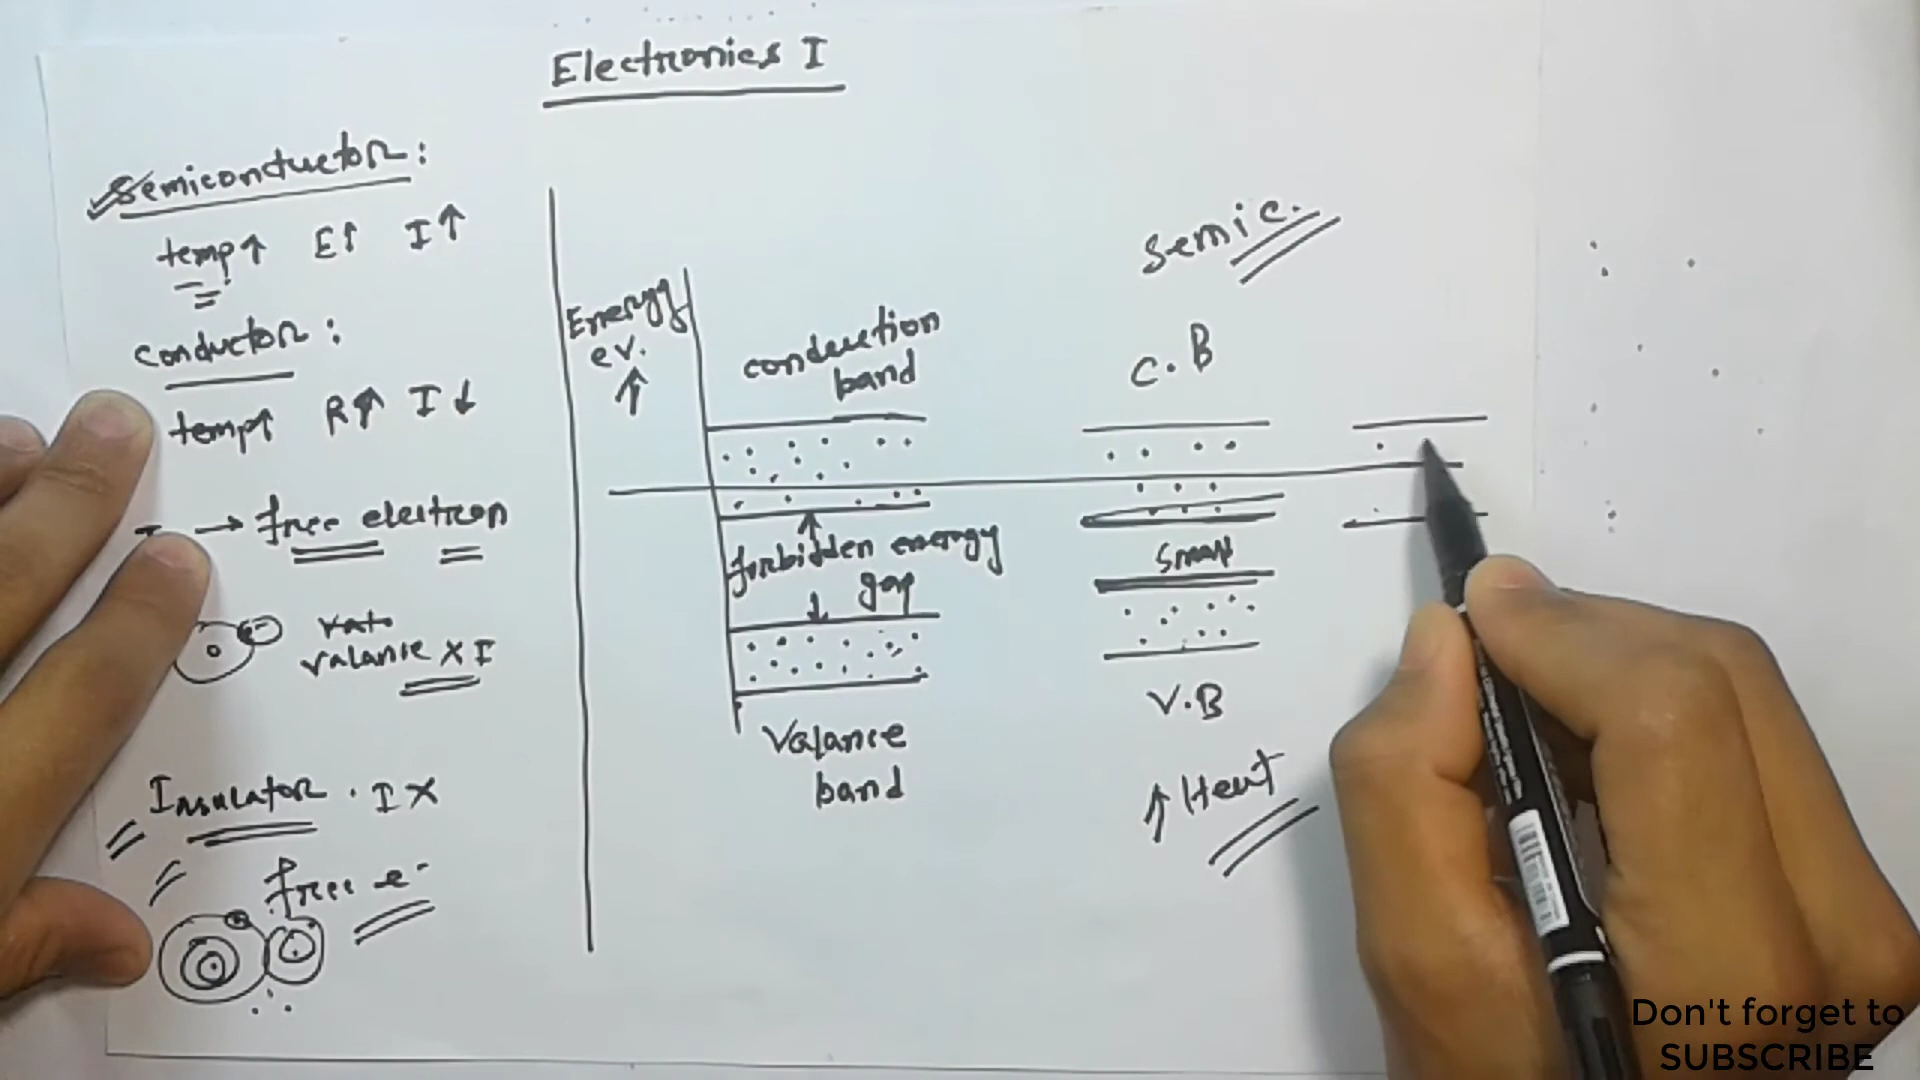 Electronics I
Semiconductor:
temp↑ E↑ I↑
conductor:
temp↑ R↑ I↓
I → free electron
valance x I
Insulator . I x
free e-
Energy
ev.
↑
conduction
band
forbidden energy
gap
Valance
band
Semi c.
C.B
Small
V.B
↑ Heat
Don't forget to
SUBSCRIBE